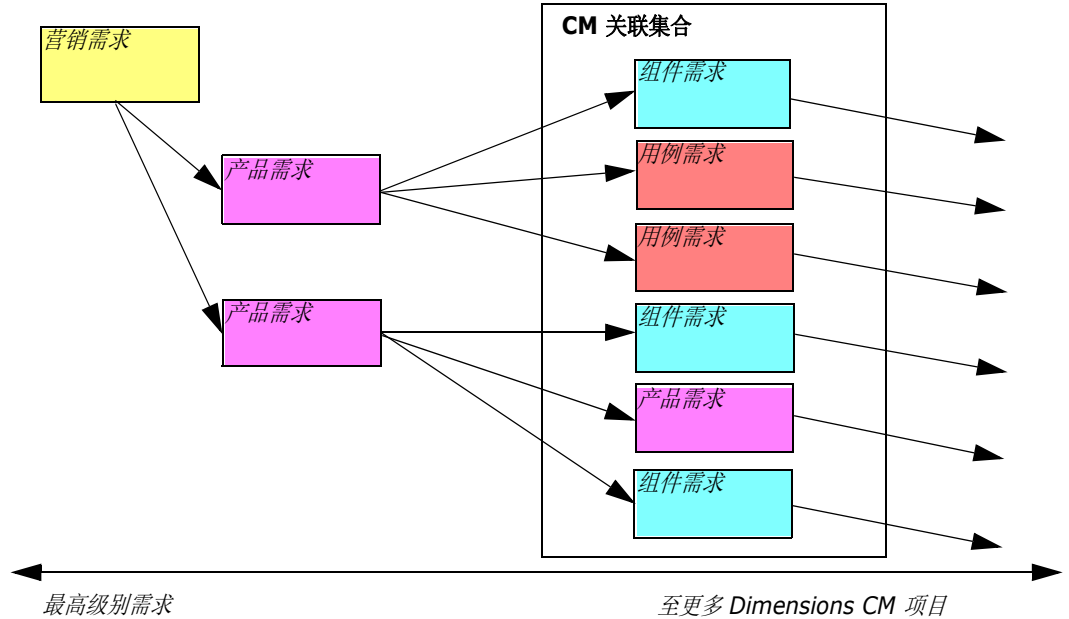 CM 关联集合
营销需求
组件需求
用例需求
产品需求
用例需求
产品需求
组件需求
产品需求
组件需求
最高级别需求
至更多 Dimensions CM 项目